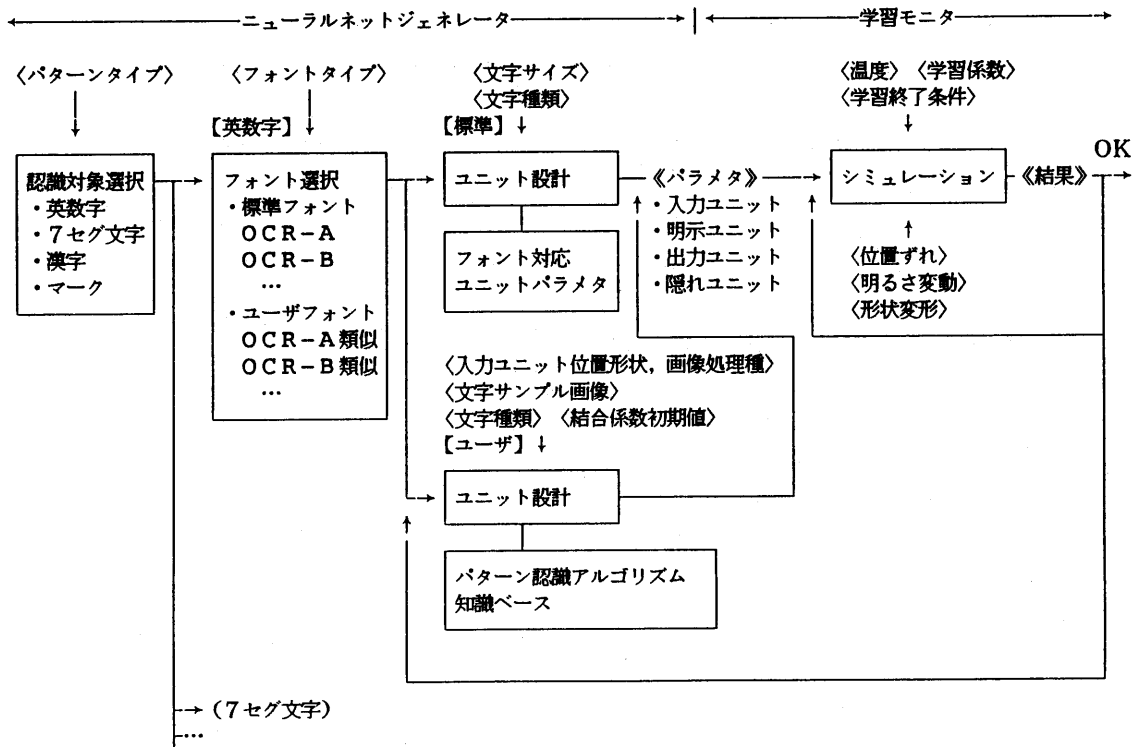 ニューラルネットジェネレータ
学習モニタ
〈パターンタイプ〉
〈フォントタイプ〉
〈文字サイズ〉
〈文字種類〉
〈温度〉〈学習係数〉
〈学習終了条件〉
【英数字】
【標準】
認識対象選択
・英数字
・7セグ文字
・漢字
・マーク
フォント選択
・標準フォント
OCR-A
OCR-B
…
・ユーザフォント
OCR-A類似
OCR-B類似
…
ユニット設計
フォント対応
ユニットパラメタ
《パラメタ》
・入力ユニット
・明示ユニット
・出力ユニット
・隠れユニット
シミュレーション
《結果》
OK
〈位置ずれ〉
〈明るさ変動〉
〈形状変形〉
〈入力ユニット位置形状,画像処理種〉
〈文字サンプル画像〉
〈文字種類〉〈結合係数初期値〉
【ユーザ】
ユニット設計
パターン認識アルゴリズム
知識ベース
(7セグ文字)
…